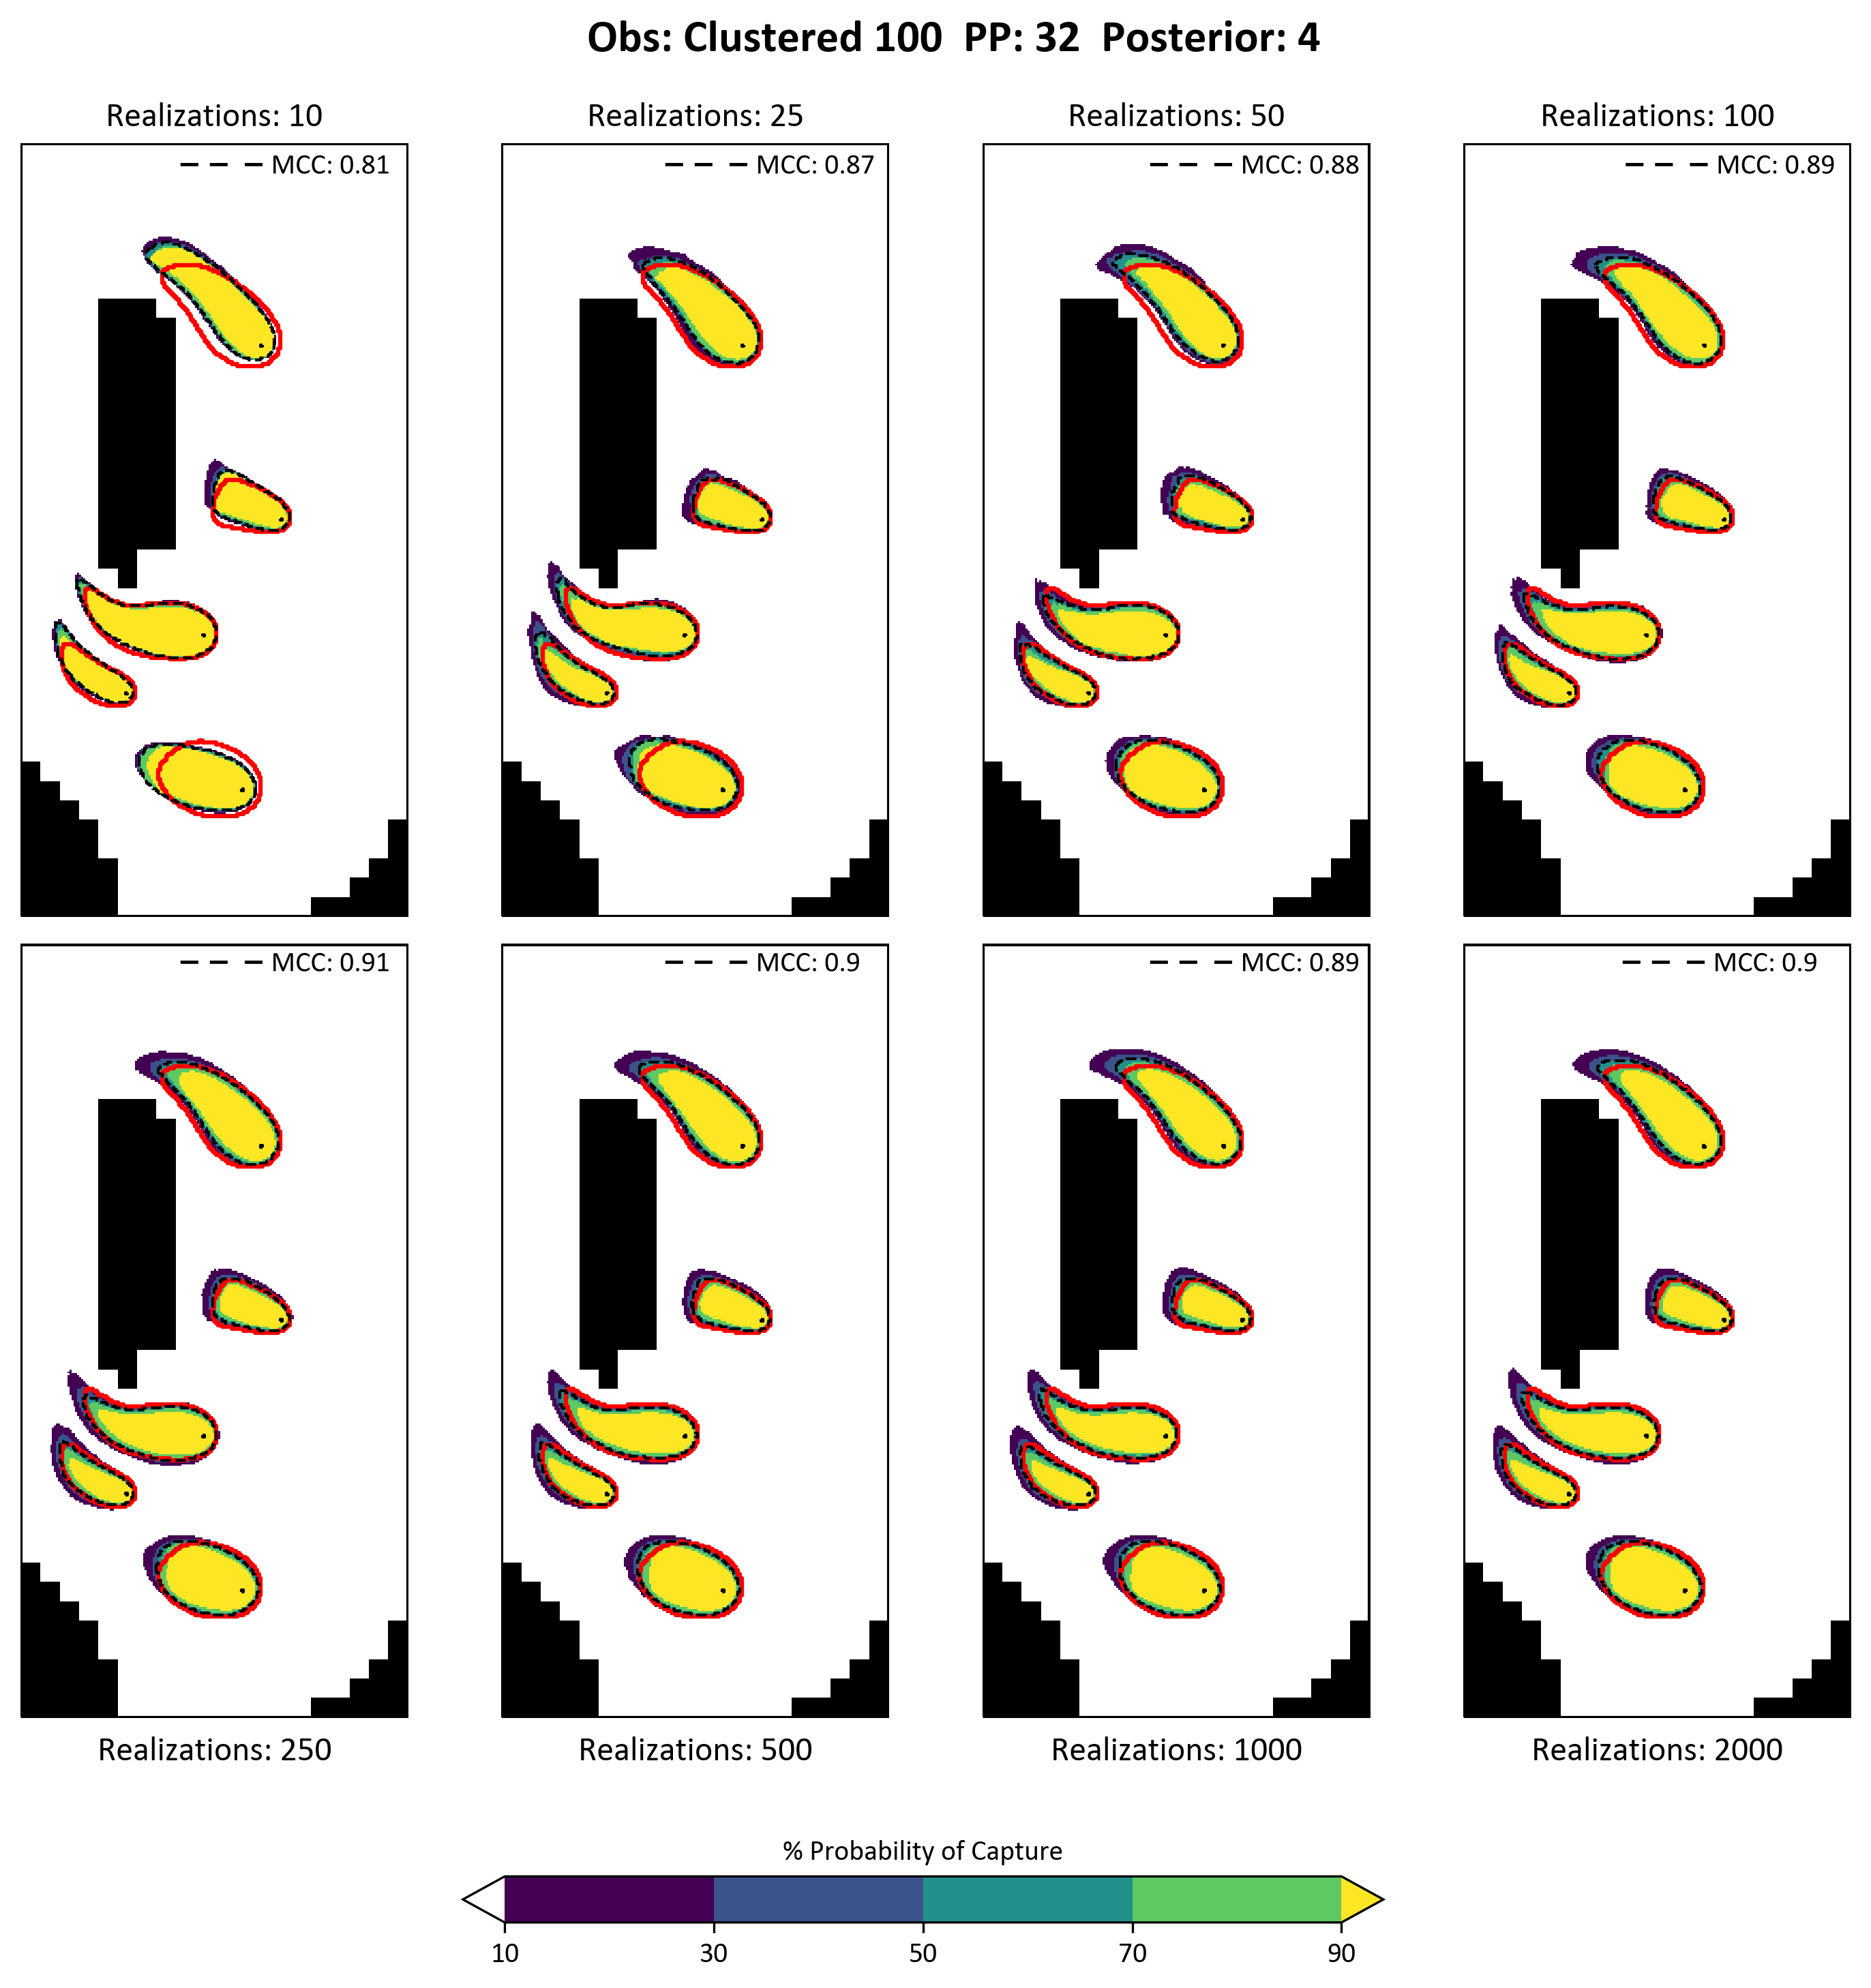 Obs: Clustered 100  PP: 32  Posterior: 4
Realizations: 10
Realizations: 25
Realizations: 50
Realizations: 100
MCC: 0.81
MCC: 0.87
MCC: 0.88
MCC: 0.89
MCC: 0.91
MCC: 0.9
MCC: 0.89
MCC: 0.9
Realizations: 250
Realizations: 500
Realizations: 1000
Realizations: 2000
% Probability of Capture
10
30
50
70
90